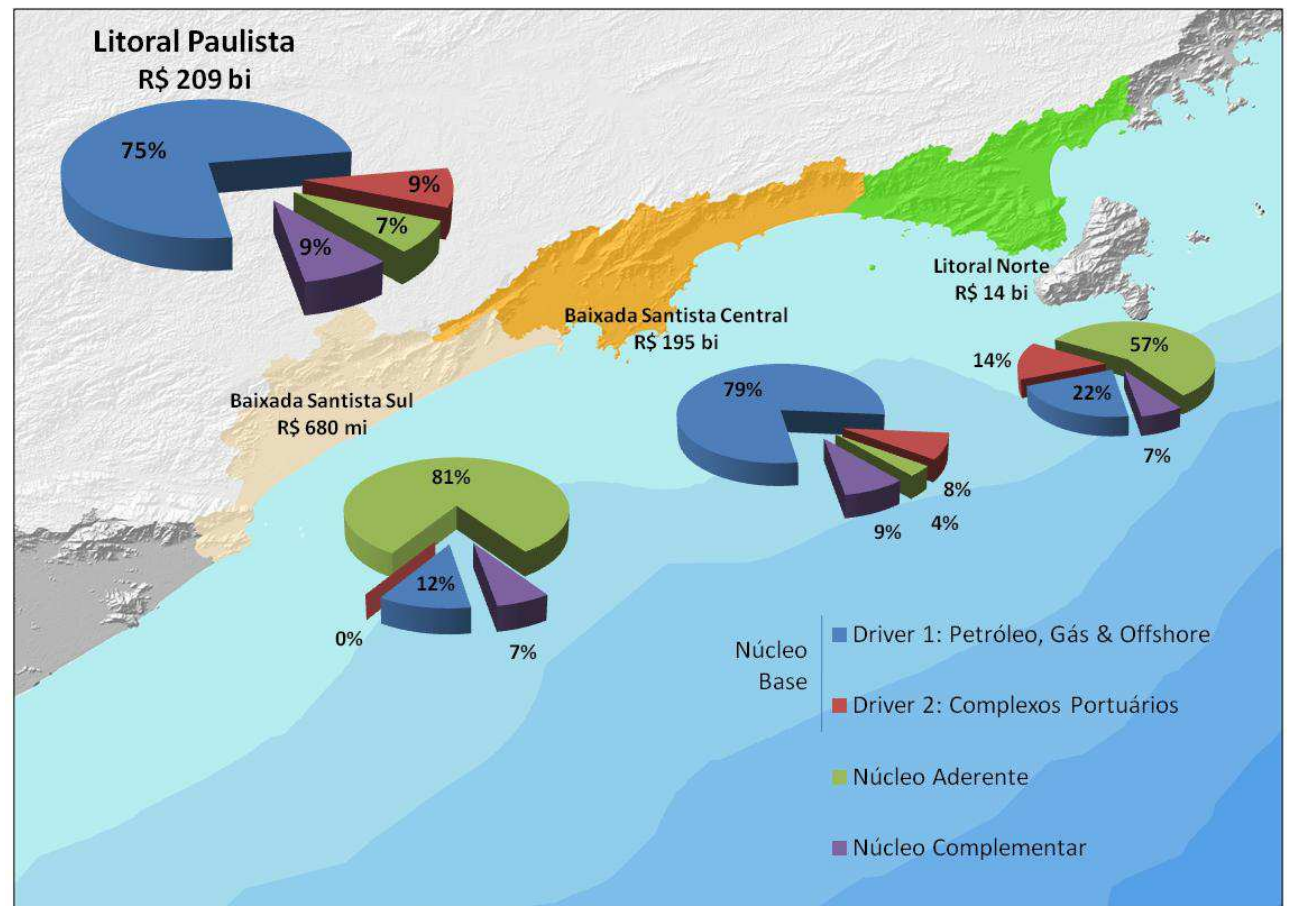 Litoral Paulista
R$ 209 bi
75%
9%
7%
9%
Litoral Norte
R$ 14 bi
57%
14%
22%
7%
Baixada Santista Central
R$ 195 bi
79%
8%
4%
9%
Baixada Santista Sul
R$ 680 mi
81%
12%
0%
7%
Núcleo
Base
Driver 1: Petróleo, Gás & Offshore
Driver 2: Complexos Portuários
Núcleo Aderente
Núcleo Complementar